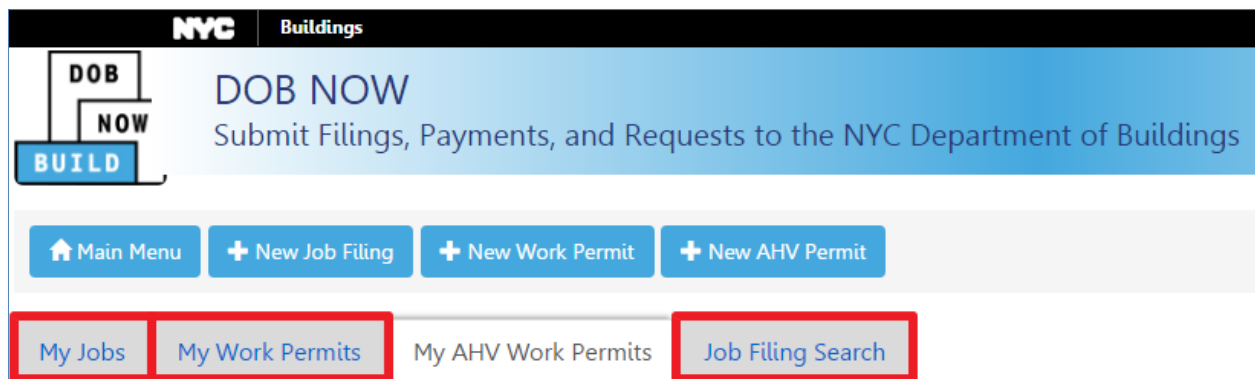 NYC Buildings
DOB
NOW
BUILD
DOB NOW
Submit Filings, Payments, and Requests to the NYC Department of Buildings
Main Menu + New Job Filing + New Work Permit + New AHV Permit
My Jobs My Work Permits My AHV Work Permits Job Filing Search